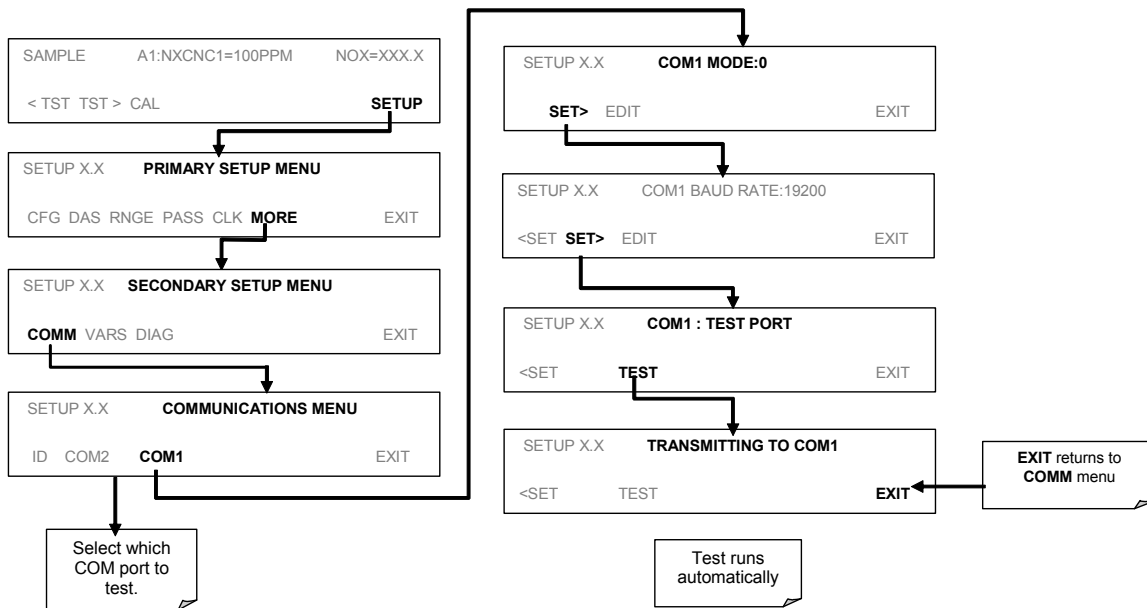 SAMPLE A1:NXCNC1=100PPM NOX=XXX.X
< TST TST > CAL SETUP
SETUP X.X PRIMARY SETUP MENU
CFG DAS RNGE PASS CLK MORE EXIT
SETUP X.X SECONDARY SETUP MENU
COMM VARS DIAG EXIT
SETUP X.X COMMUNICATIONS MENU
ID COM2 COM1 EXIT
Select which
COM port to
test.
SETUP X.X COM1 MODE:0
SET> EDIT EXIT
SETUP X.X COM1 BAUD RATE:19200
<SET SET> EDIT EXIT
SETUP X.X COM1 : TEST PORT
<SET TEST EXIT
SETUP X.X TRANSMITTING TO COM1
<SET TEST EXIT
EXIT returns to
COMM menu
Test runs
automatically